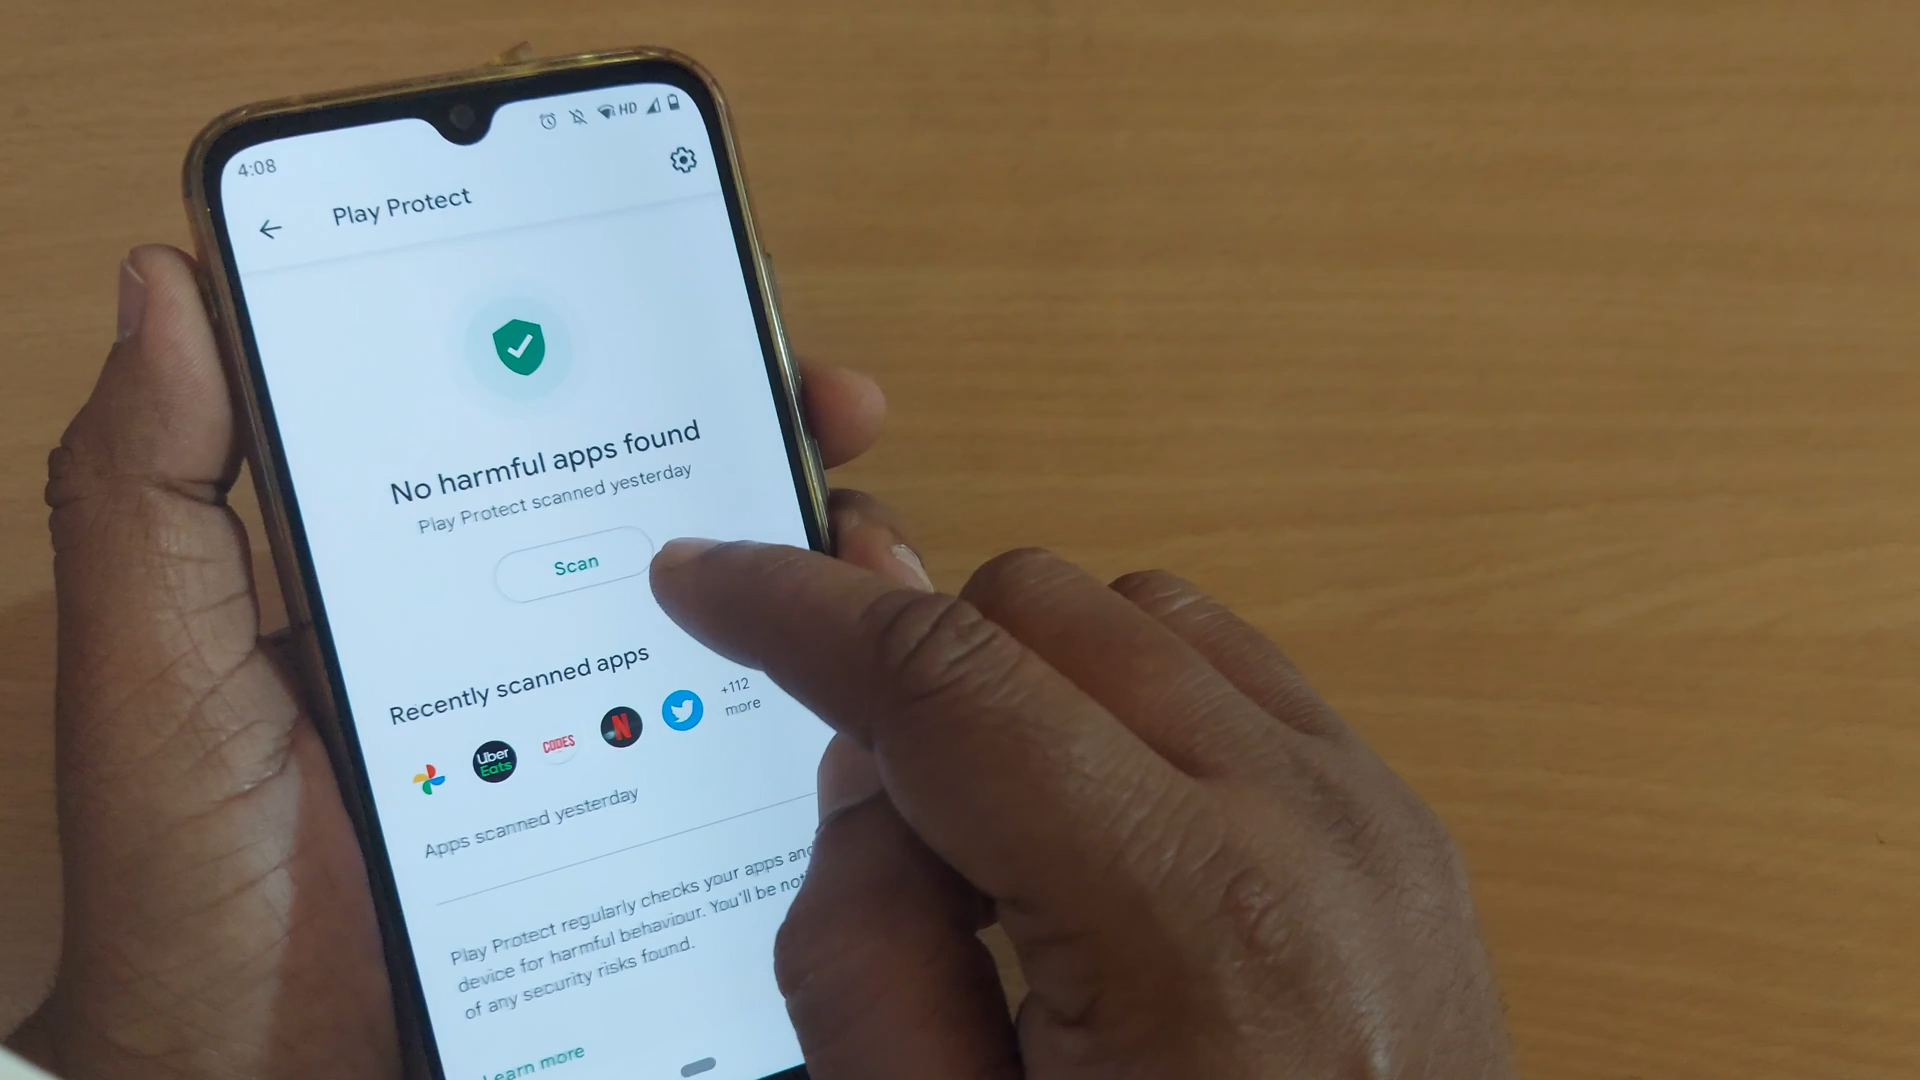 4:08
HD
Play Protect
No harmful apps found
Play Protect scanned yesterday
Scan
Recently scanned apps
Uber
Eats
CODES
N
+112
more
Apps scanned yesterday
Play Protect regularly checks your apps and
device for harmful behaviour. You'll be
of any security risks found.
Learn more